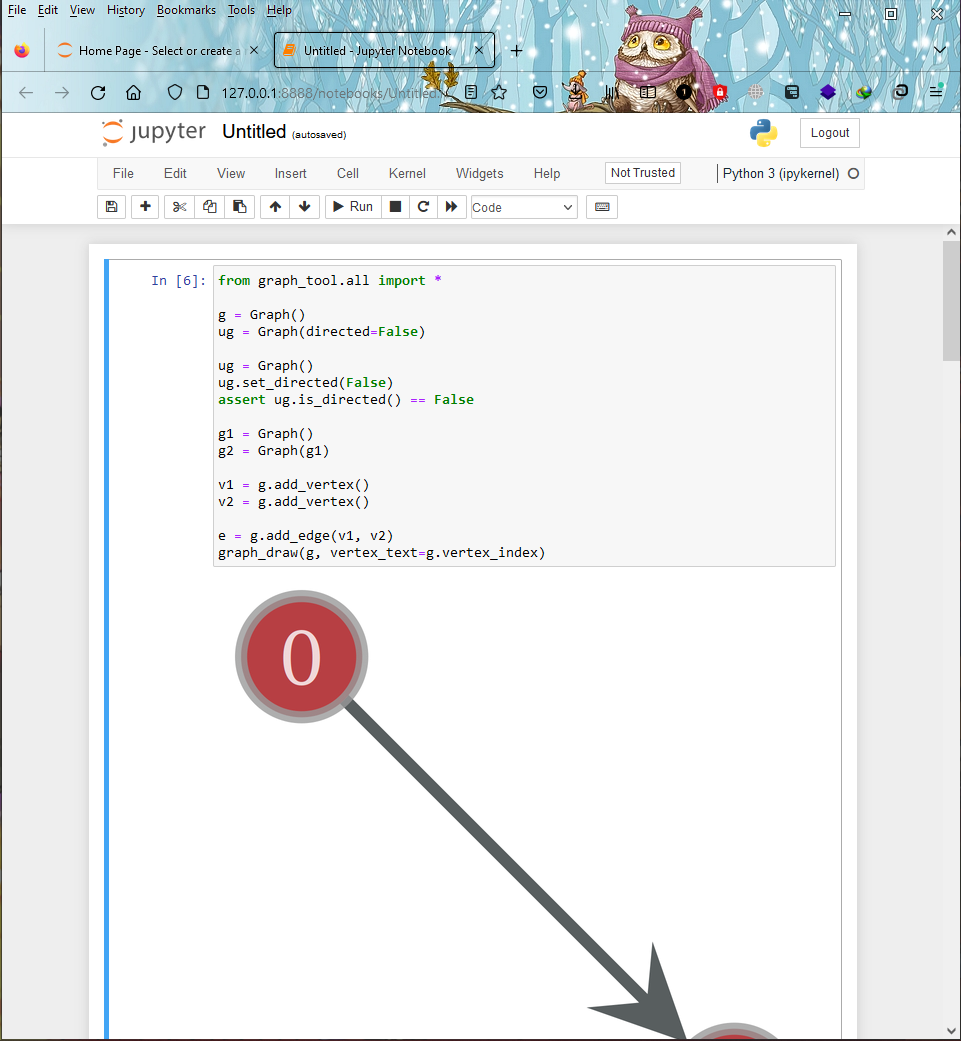 File Edit View History Bookmarks Tools Help
Home Page - Select or create a
Untitled - Jupyter Notebook
127.0.0.1:8888/notebooks/Untitled
1
jupyter Untitled (autosaved)
Logout
File Edit View Insert Cell Kernel Widgets Help
Not Trusted
Python 3 (ipykernel)
Run
Code
In [6]: from graph_tool.all import *
g = Graph()
ug = Graph(directed=False)
ug = Graph()
ug.set_directed(False)
assert ug.is_directed() == False
g1 = Graph()
g2 = Graph(g1)
v1 = g.add_vertex()
v2 = g.add_vertex()
e = g.add_edge(v1, v2)
graph_draw(g, vertex_text=g.vertex_index)
0